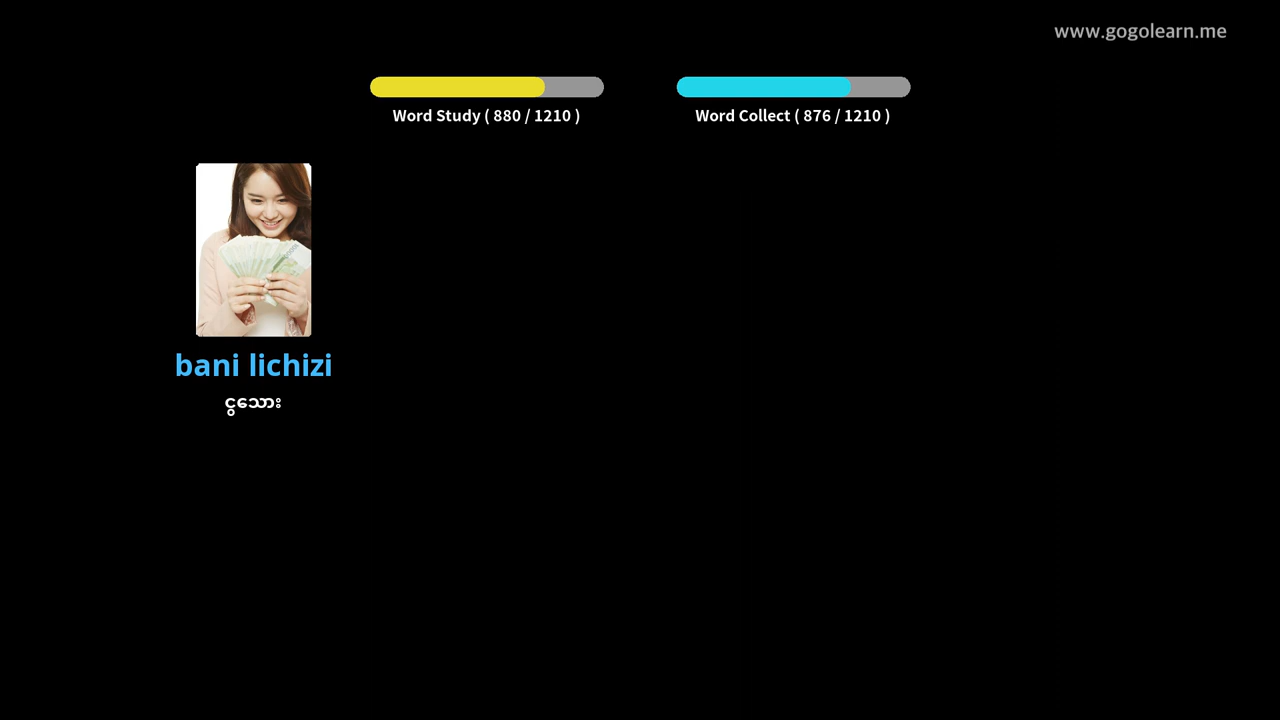 www.gogolearn.me
Word Study ( 880 / 1210 )
Word Collect ( 876 / 1210 )
bani lichizi
ငွသော: